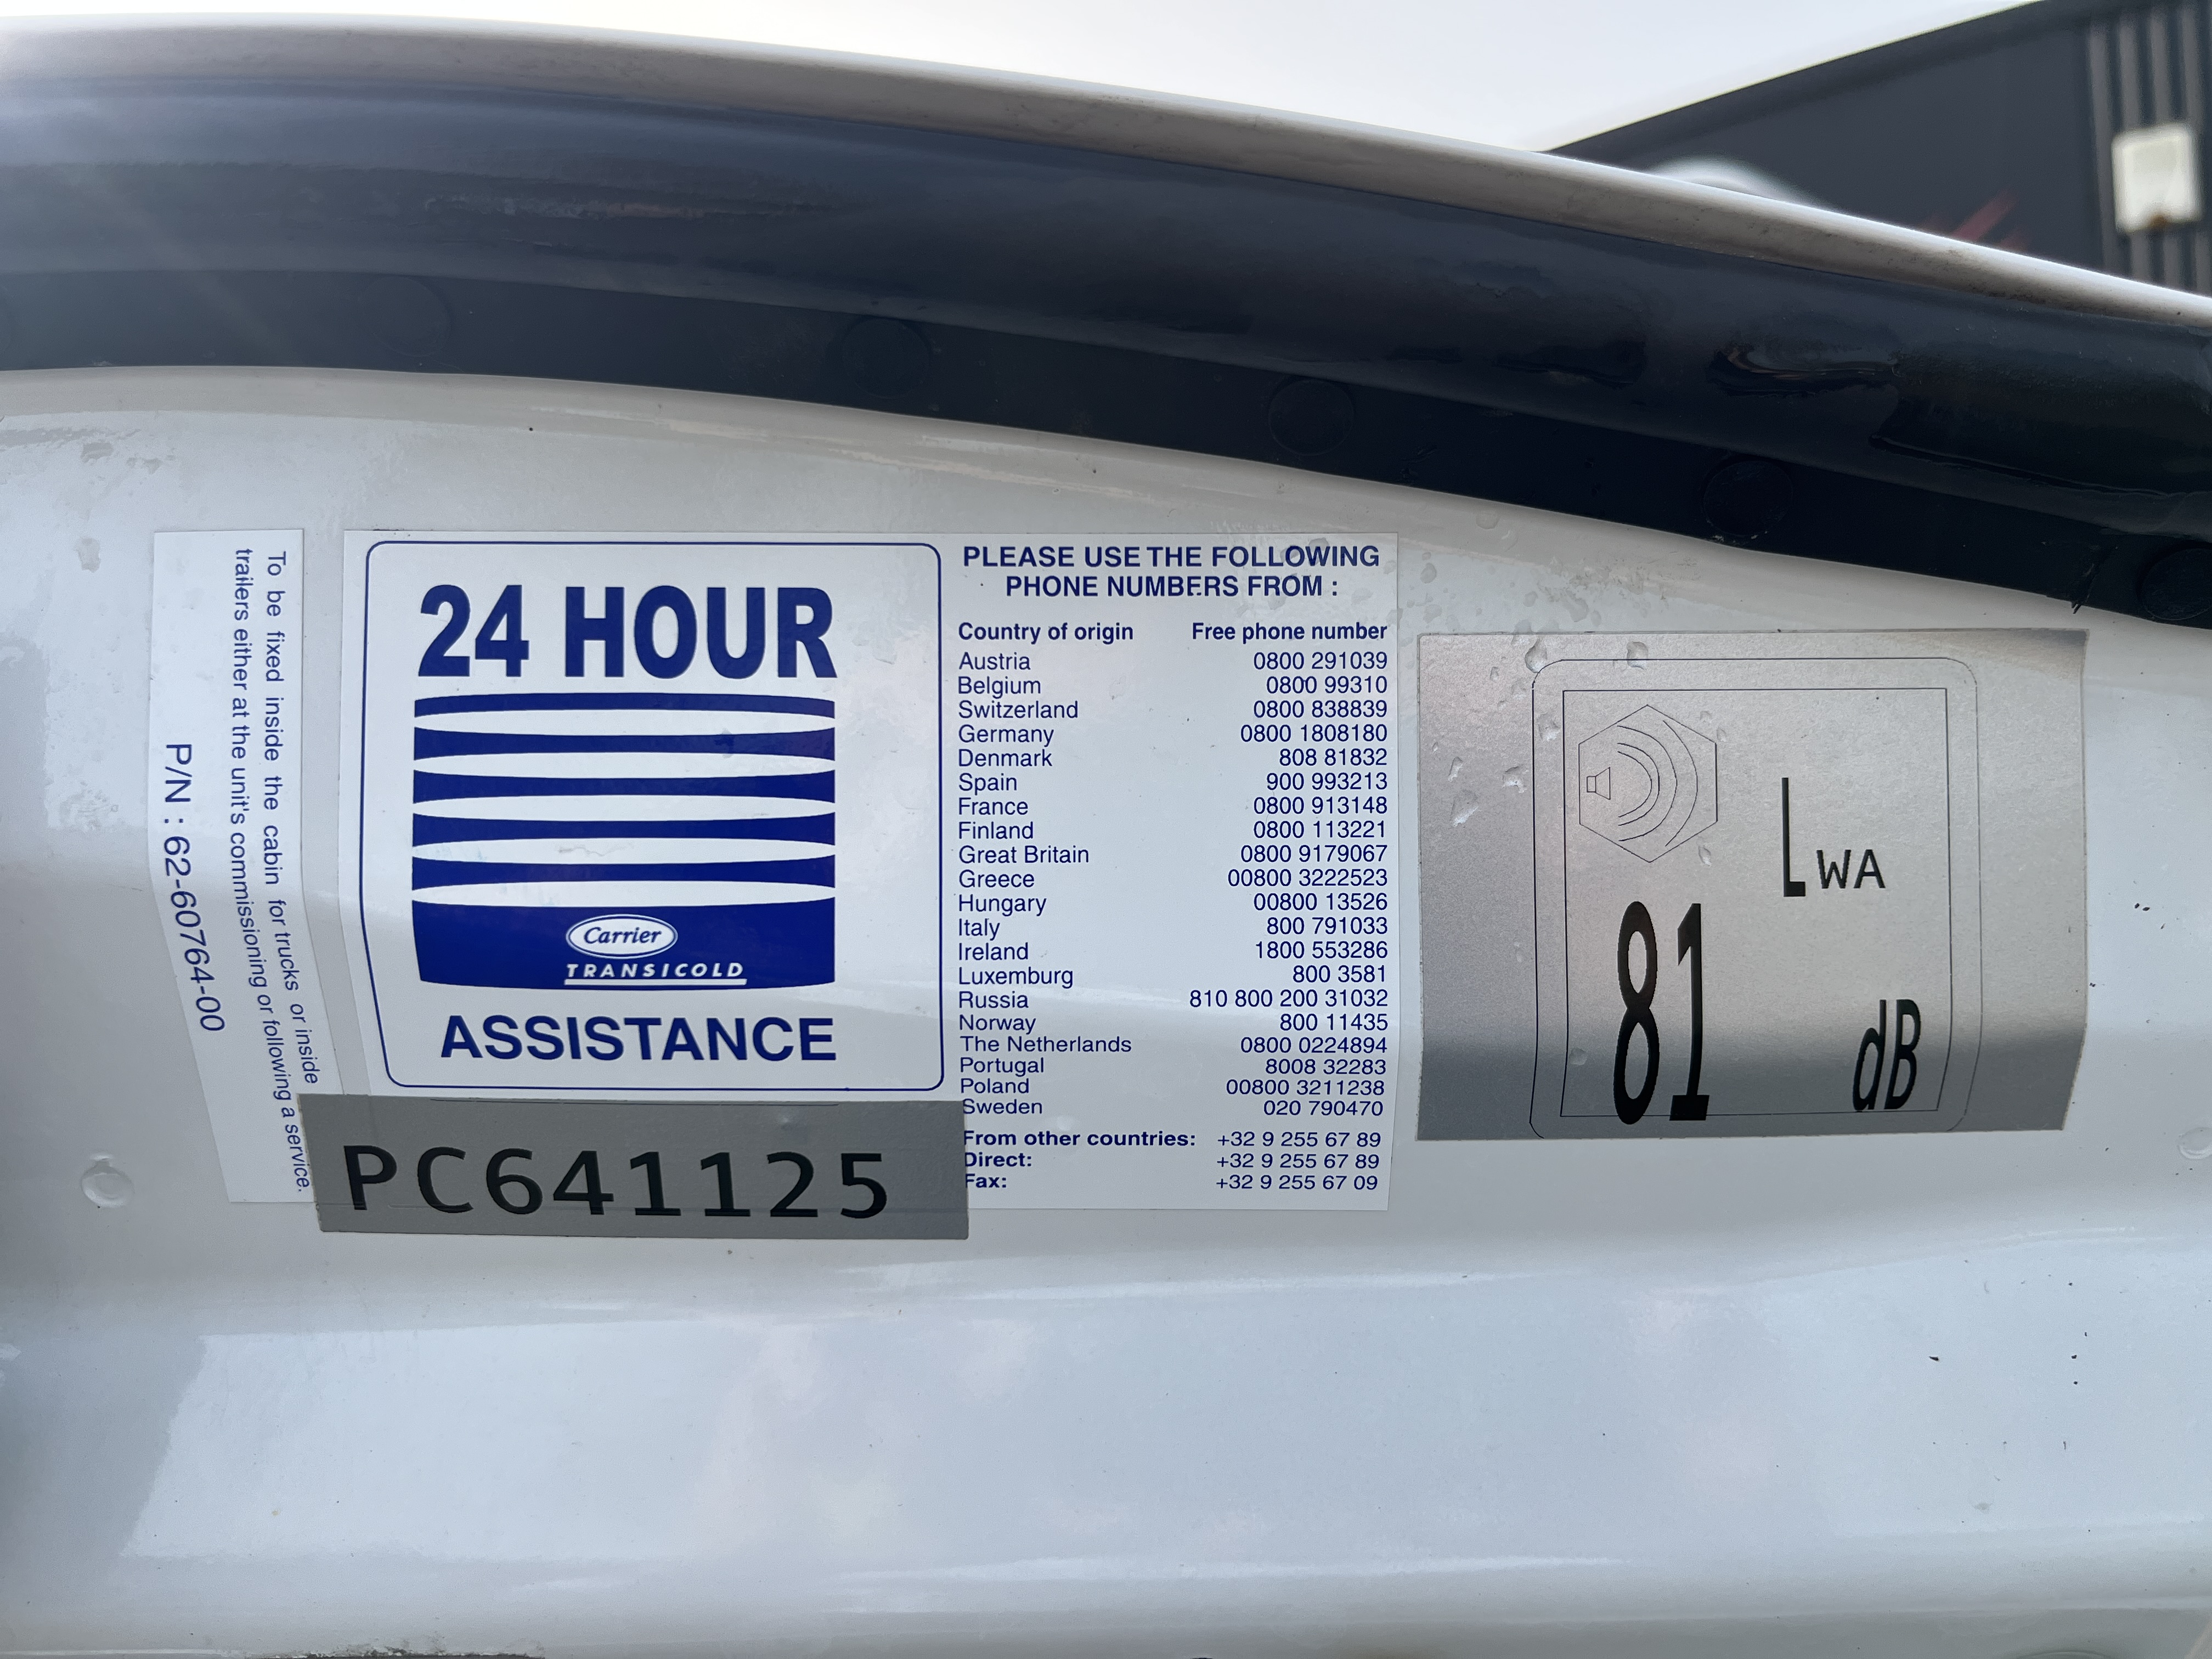 To be fixed inside the cabin for trucks or inside
trailers either at the unit's commissioning or following a service.
P/N : 62-60764-00
24 HOUR
Carrier
TRANSICOLD
ASSISTANCE
PC641125
PLEASE USE THE FOLLOWING
PHONE NUMBERS FROM :
Country of origin Free phone number
Austria 0800 291039
Belgium 0800 99310
Switzerland 0800 838839
Germany 0800 1808180
Denmark 808 81832
Spain 900 993213
France 0800 913148
Finland 0800 113221
Great Britain 0800 9179067
Greece 00800 3222523
Hungary 00800 13526
Italy 800 791033
Ireland 1800 553286
Luxemburg 800 3581
Russia 810 800 200 31032
Norway 800 11435
The Netherlands 0800 0224894
Portugal 8008 32283
Poland 00800 3211238
Sweden 020 790470
From other countries: +32 9 255 67 89
Direct: +32 9 255 67 89
Fax: +32 9 255 67 09
LWA
81 dB